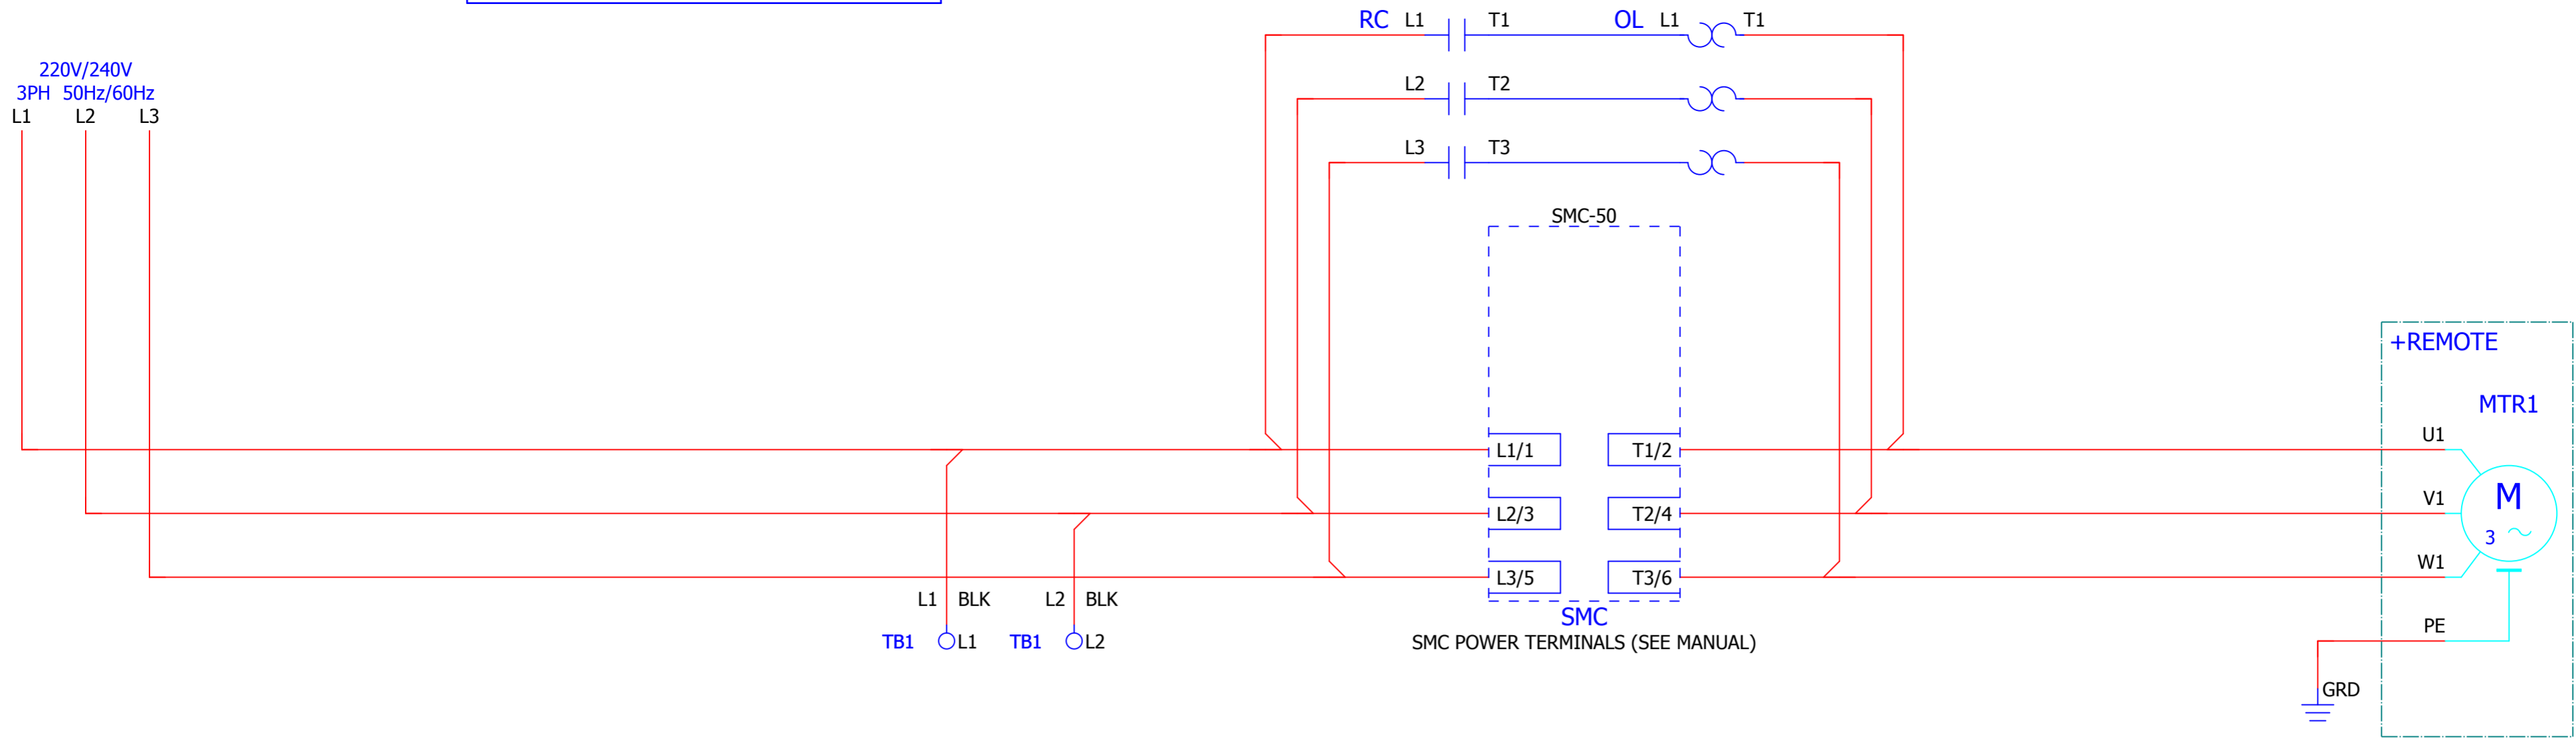 RC L1 T1 OL L1 T1
220V/240V
3PH 50Hz/60Hz
L1 L2 L3
L2 T2
L3 T3
SMC-50
+REMOTE
MTR1
U1
L1/1 T1/2
V1
M
L2/3 T2/4
3
W1
L3/5 T3/6
L1 BLK L2 BLK
SMC
PE
TB1 L1 TB1 L2
SMC POWER TERMINALS (SEE MANUAL)
GRD